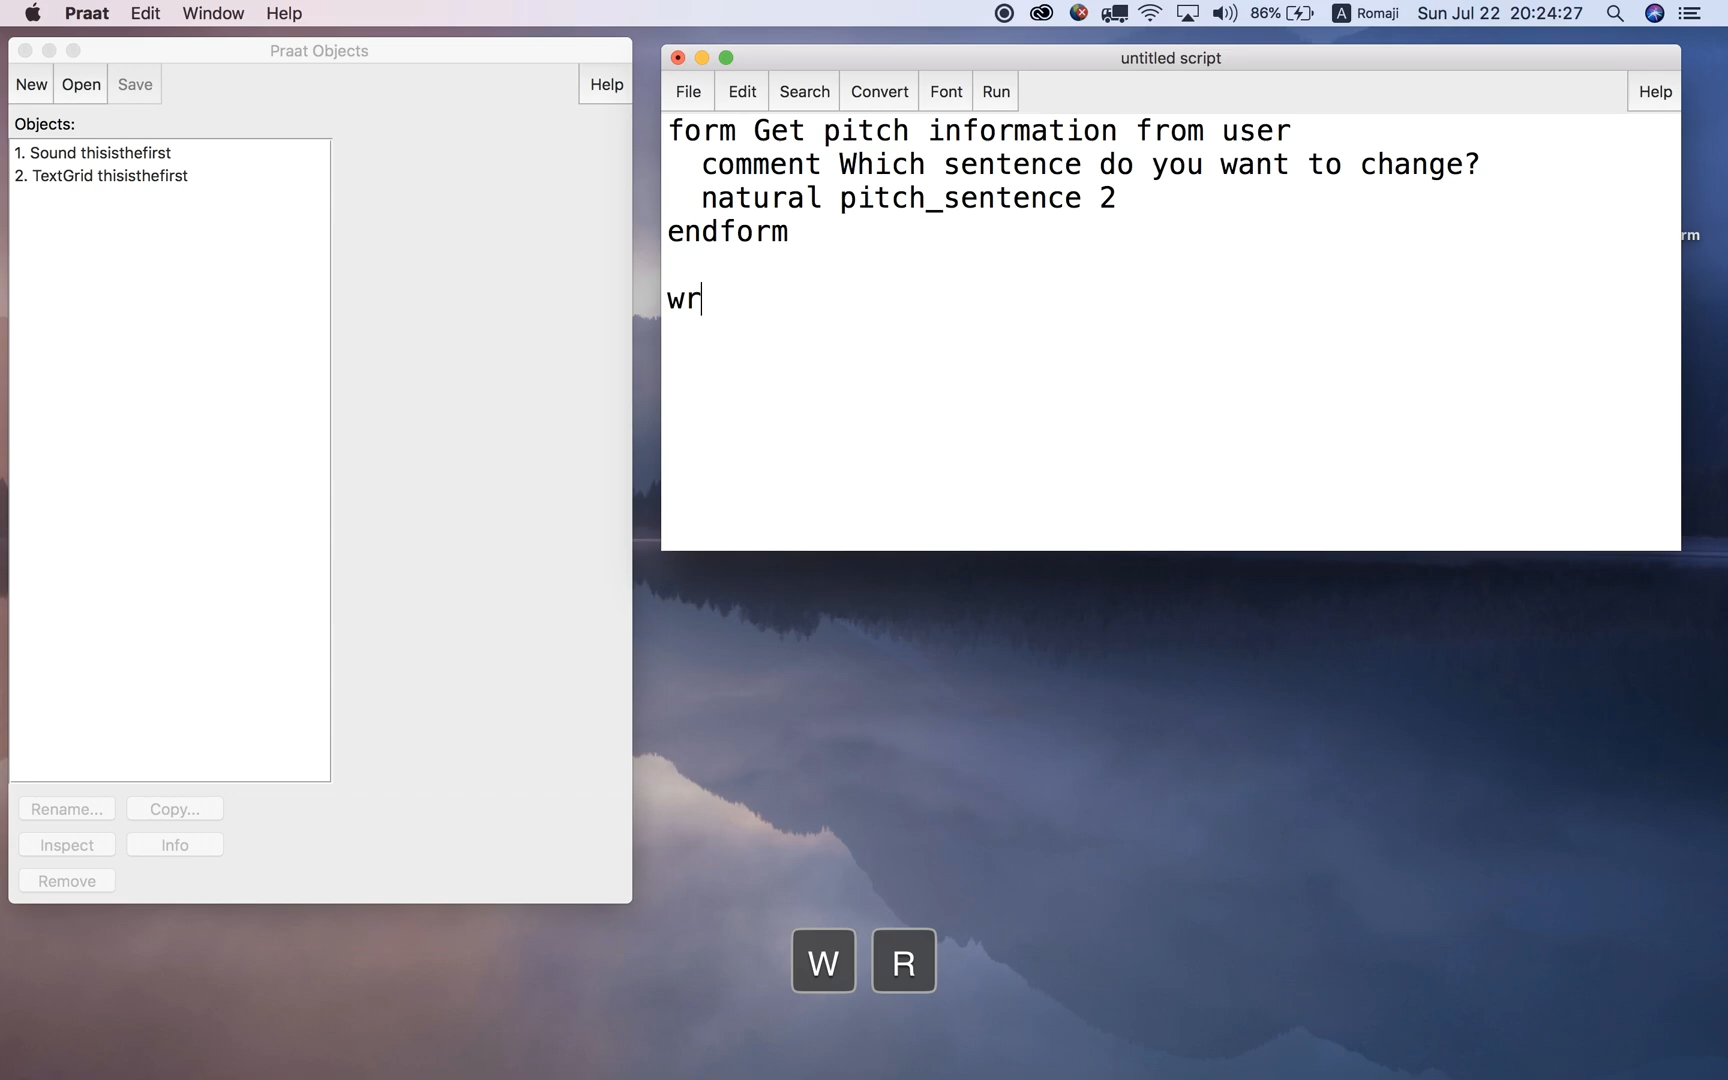 Praat Edit Window Help 86% A Romaji Sun Jul 22 20:24:27
Praat Objects
New Open Save Help
Objects:
1. Sound thisisthefirst
2. TextGrid thisisthefirst
Rename... Copy...
Inspect Info
Remove
untitled script
File Edit Search Convert Font Run Help
form Get pitch information from user
comment Which sentence do you want to change?
natural pitch_sentence 2
endform
wr
rm
W R